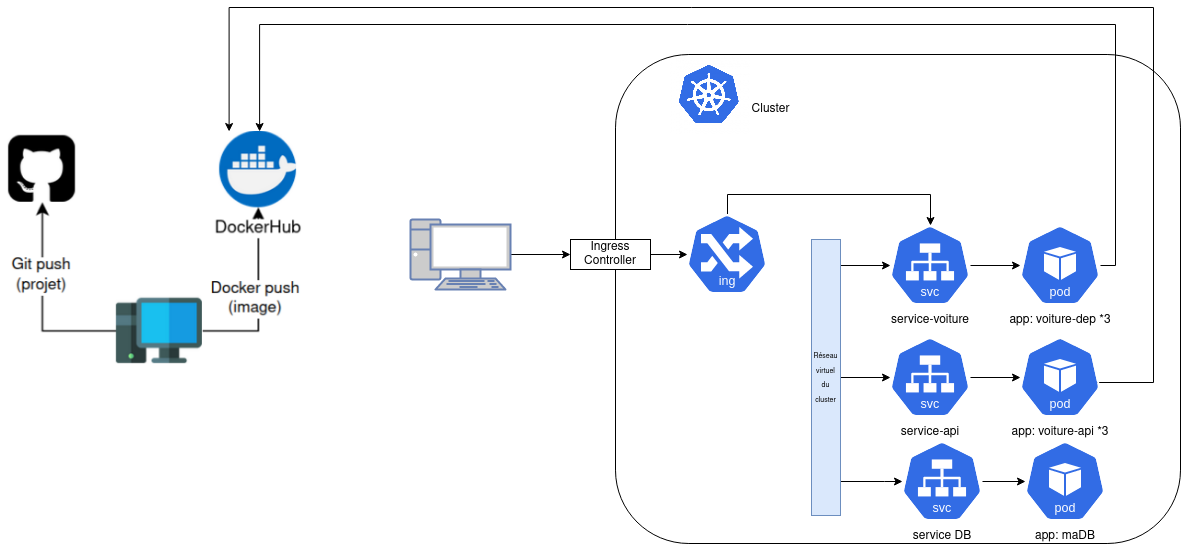 Cluster
DockerHub
Git push
(projet)
Docker push
(image)
Ingress
Controller
ing
Réseau
virtuel
du
cluster
svc
service-voiture
pod
app: voiture-dep *3
svc
service-api
pod
app: voiture-api *3
svc
service DB
pod
app: maDB